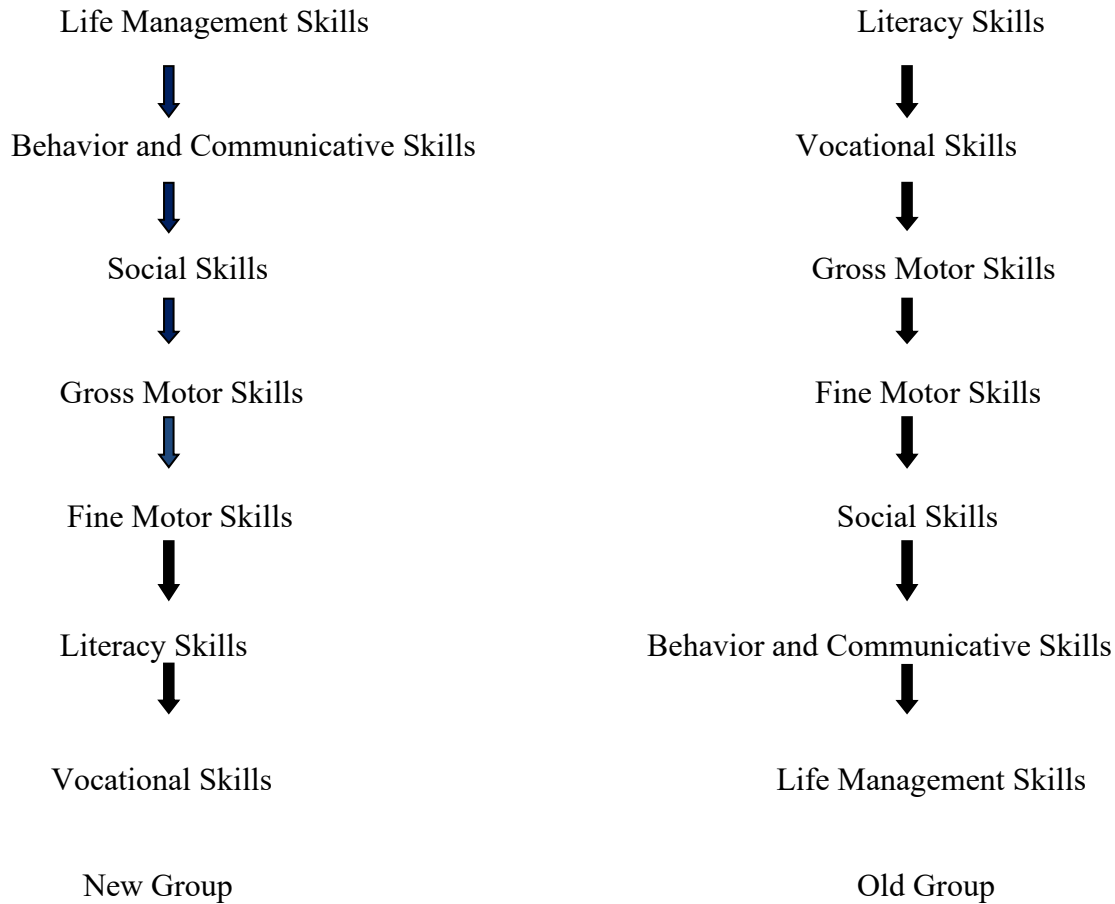 Life Management Skills
Behavior and Communicative Skills
Social Skills
Gross Motor Skills
Fine Motor Skills
Literacy Skills
Vocational Skills
New Group
Literacy Skills
Vocational Skills
Gross Motor Skills
Fine Motor Skills
Social Skills
Behavior and Communicative Skills
Life Management Skills
Old Group